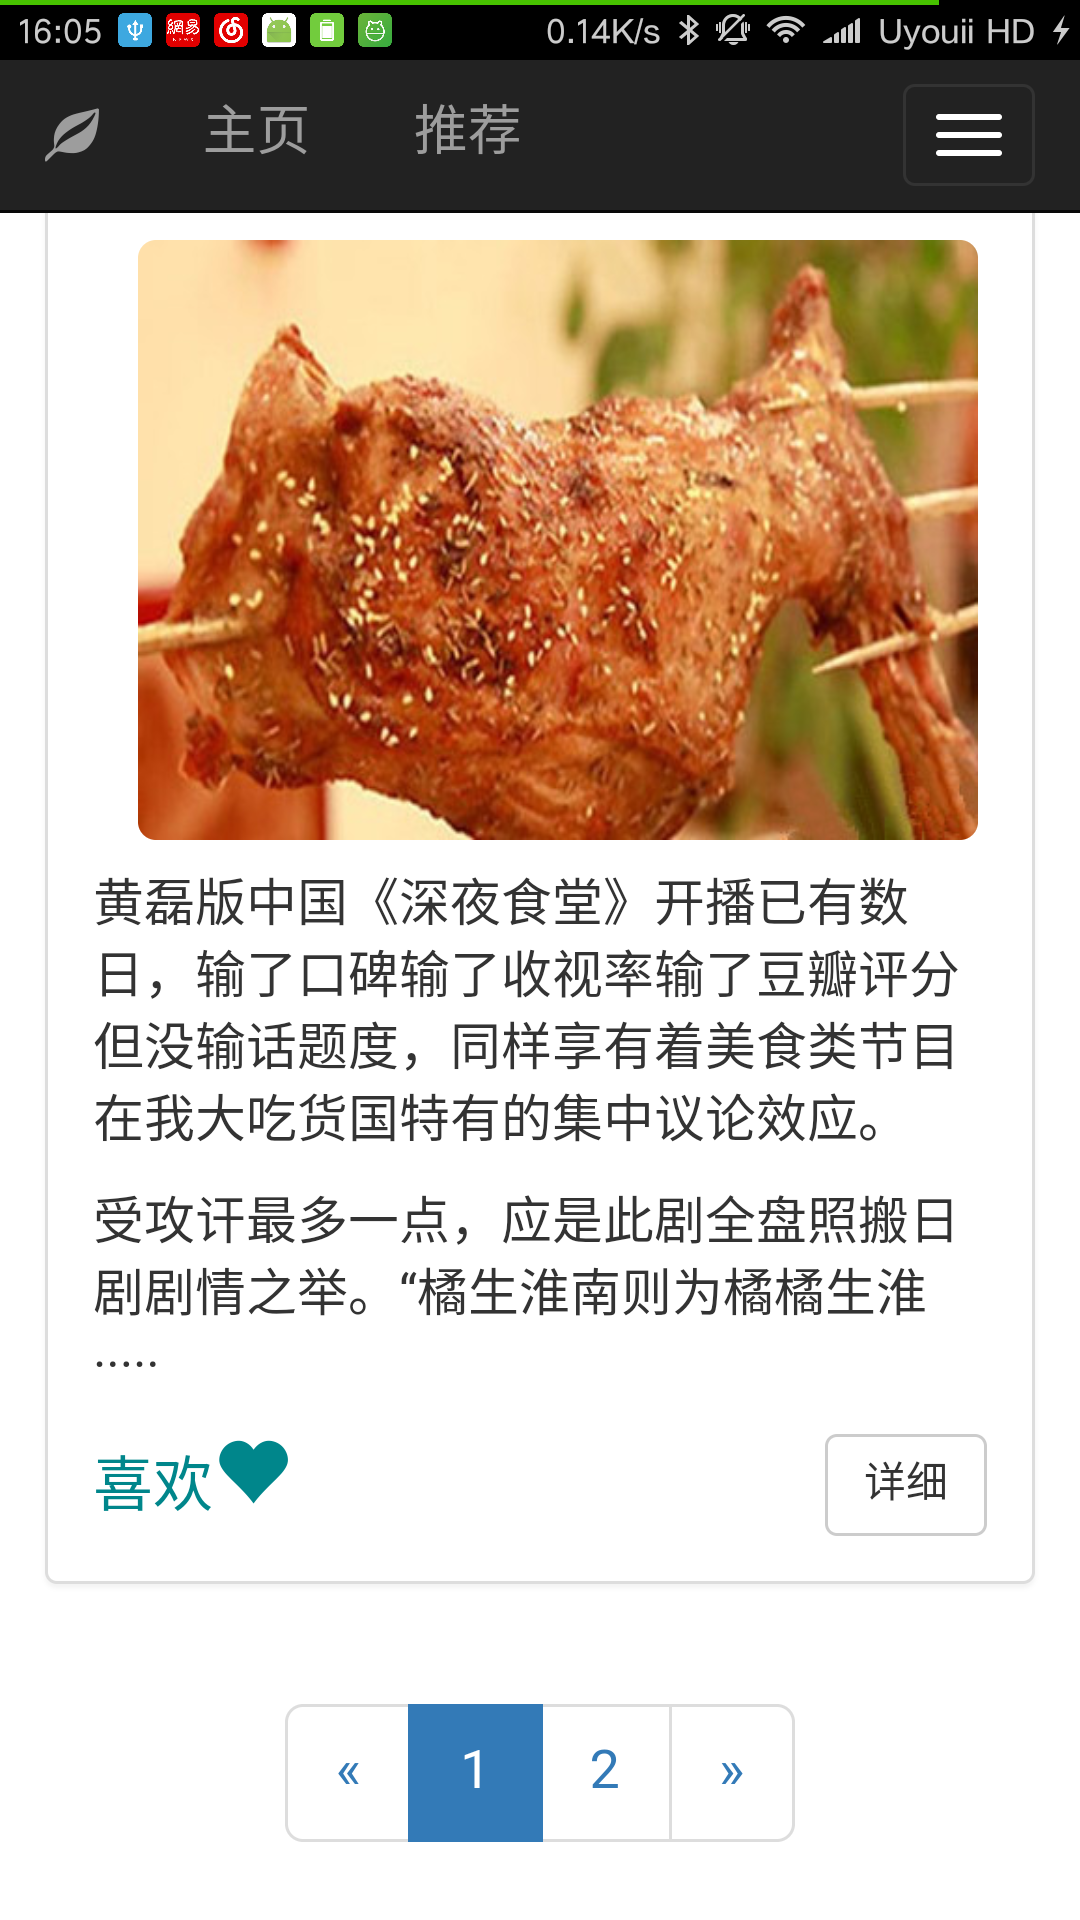 16:05 網易 0.14K/s Uyouii HD
主页 推荐
黄磊版中国《深夜食堂》开播已有数
日，输了口碑输了收视率输了豆瓣评分
但没输话题度，同样享有着美食类节目
在我大吃货国特有的集中议论效应。
受攻讦最多一点，应是此剧全盘照搬日
剧剧情之举。“橘生淮南则为橘橘生淮
.....
喜欢 详细
« 1 2 »